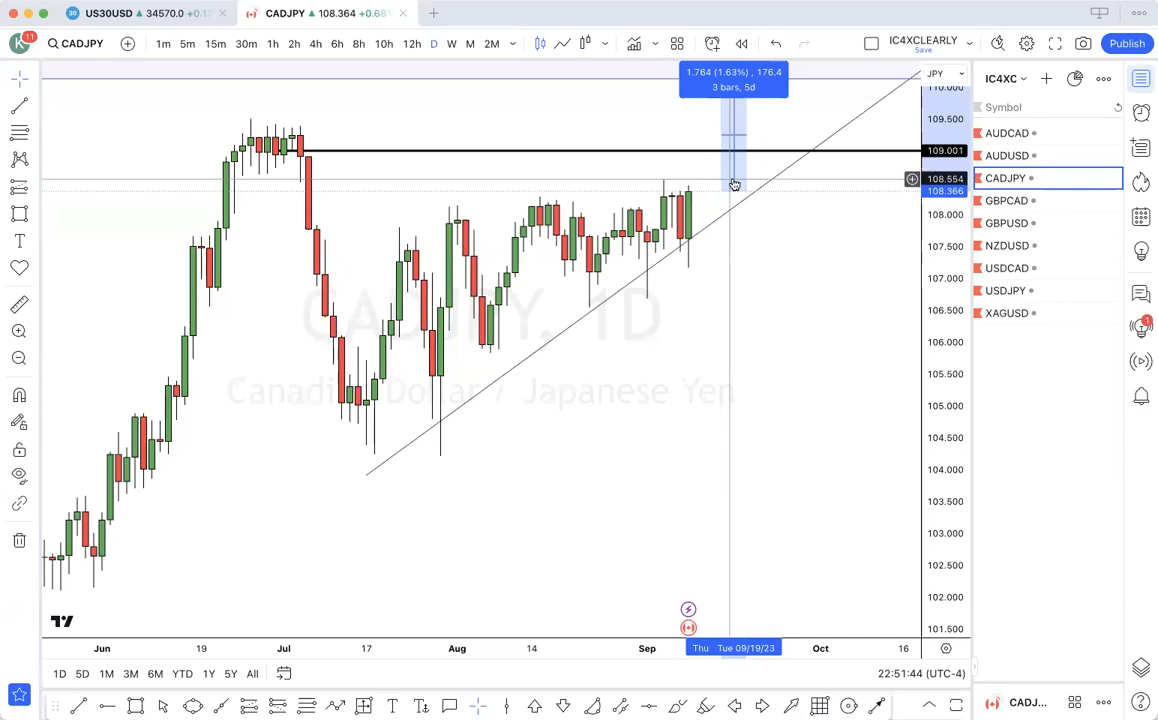 US30USD ▲ 34570.0 +0.1
CADJPY ▲ 108.364 +0.68%
K 11
CADJPY
1m 5m 15m 30m 1h 2h 4h 6h 8h 10h 12h D W M 2M
IC4XCLEARLY
Save
Publish
1.764 (1.63%) , 176.4
3 bars, 5d
JPY
110.000
109.500
109.001
108.554
108.366
108.000
107.500
107.000
106.500
106.000
105.500
105.000
104.500
104.000
103.500
103.000
102.500
102.000
101.500
CADJPY, 1D
Canadian Dollar / Japanese Yen
Jun 19 Jul 17 Aug 14 Sep Thu Tue 09/19/23 Oct 16
1D 5D 1M 3M 6M YTD 1Y 5Y All
22:51:44 (UTC-4)
IC4XC
Symbol
AUDCAD
AUDUSD
CADJPY
GBPCAD
GBPUSD
NZDUSD
USDCAD
USDJPY
XAGUSD
1
CADJ...